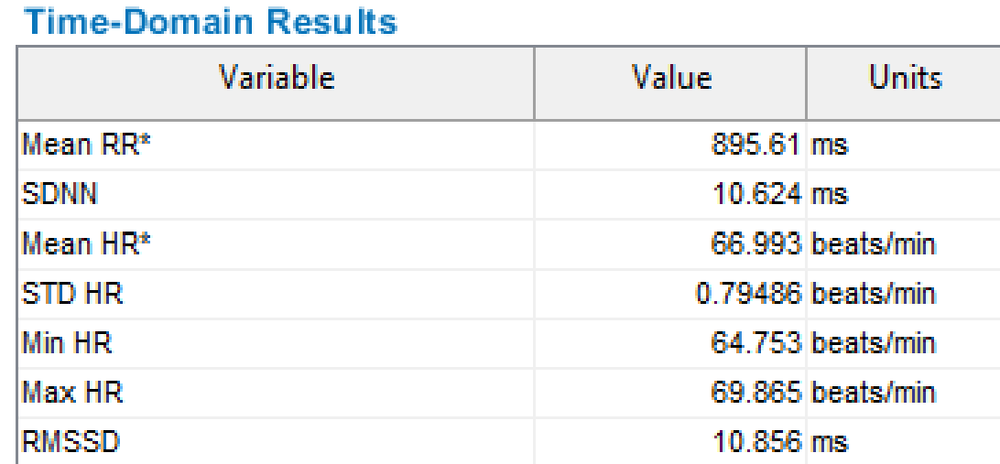 Time-Domain Results
Variable Value Units
Mean RR* 895.61 ms
SDNN 10.624 ms
Mean HR* 66.993 beats/min
STD HR 0.79486 beats/min
Min HR 64.753 beats/min
Max HR 69.865 beats/min
RMSSD 10.856 ms